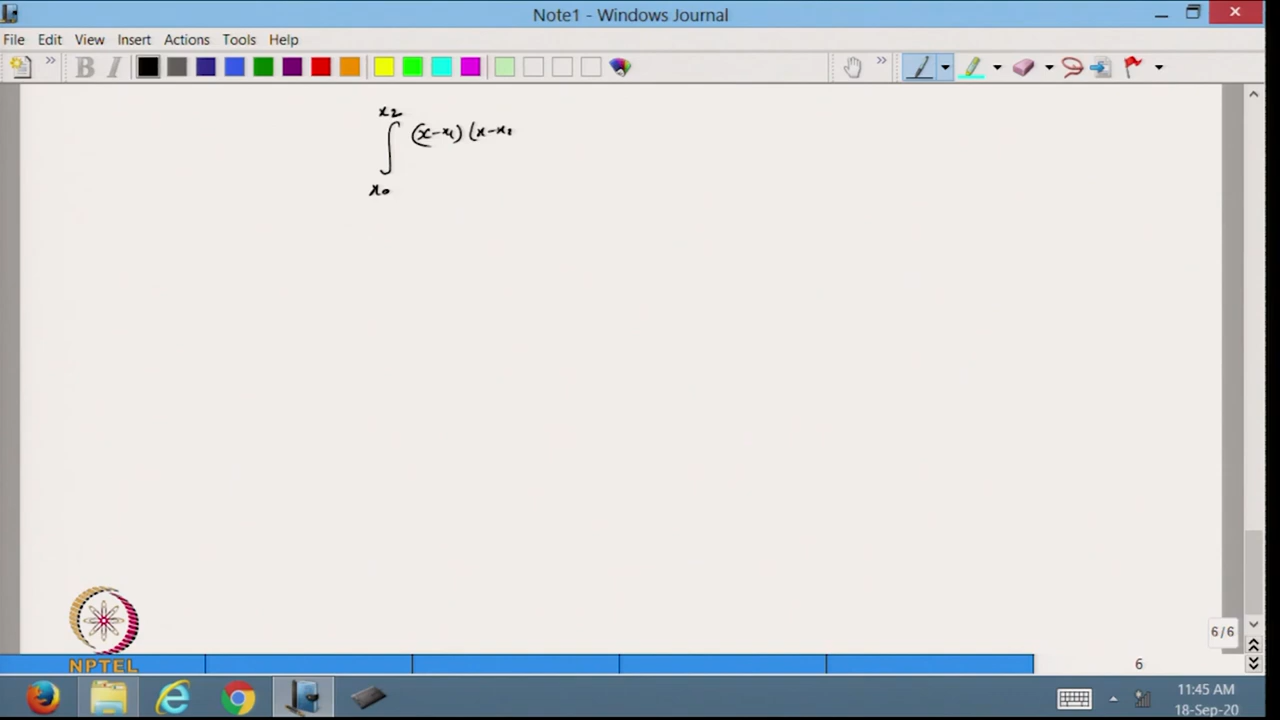 Note1 - Windows Journal
File Edit View Insert Actions Tools Help
B I
x2
∫ (x-x1) (x-x2
x0
6 / 6
NPTEL
6
11:45 AM
18-Sep-20